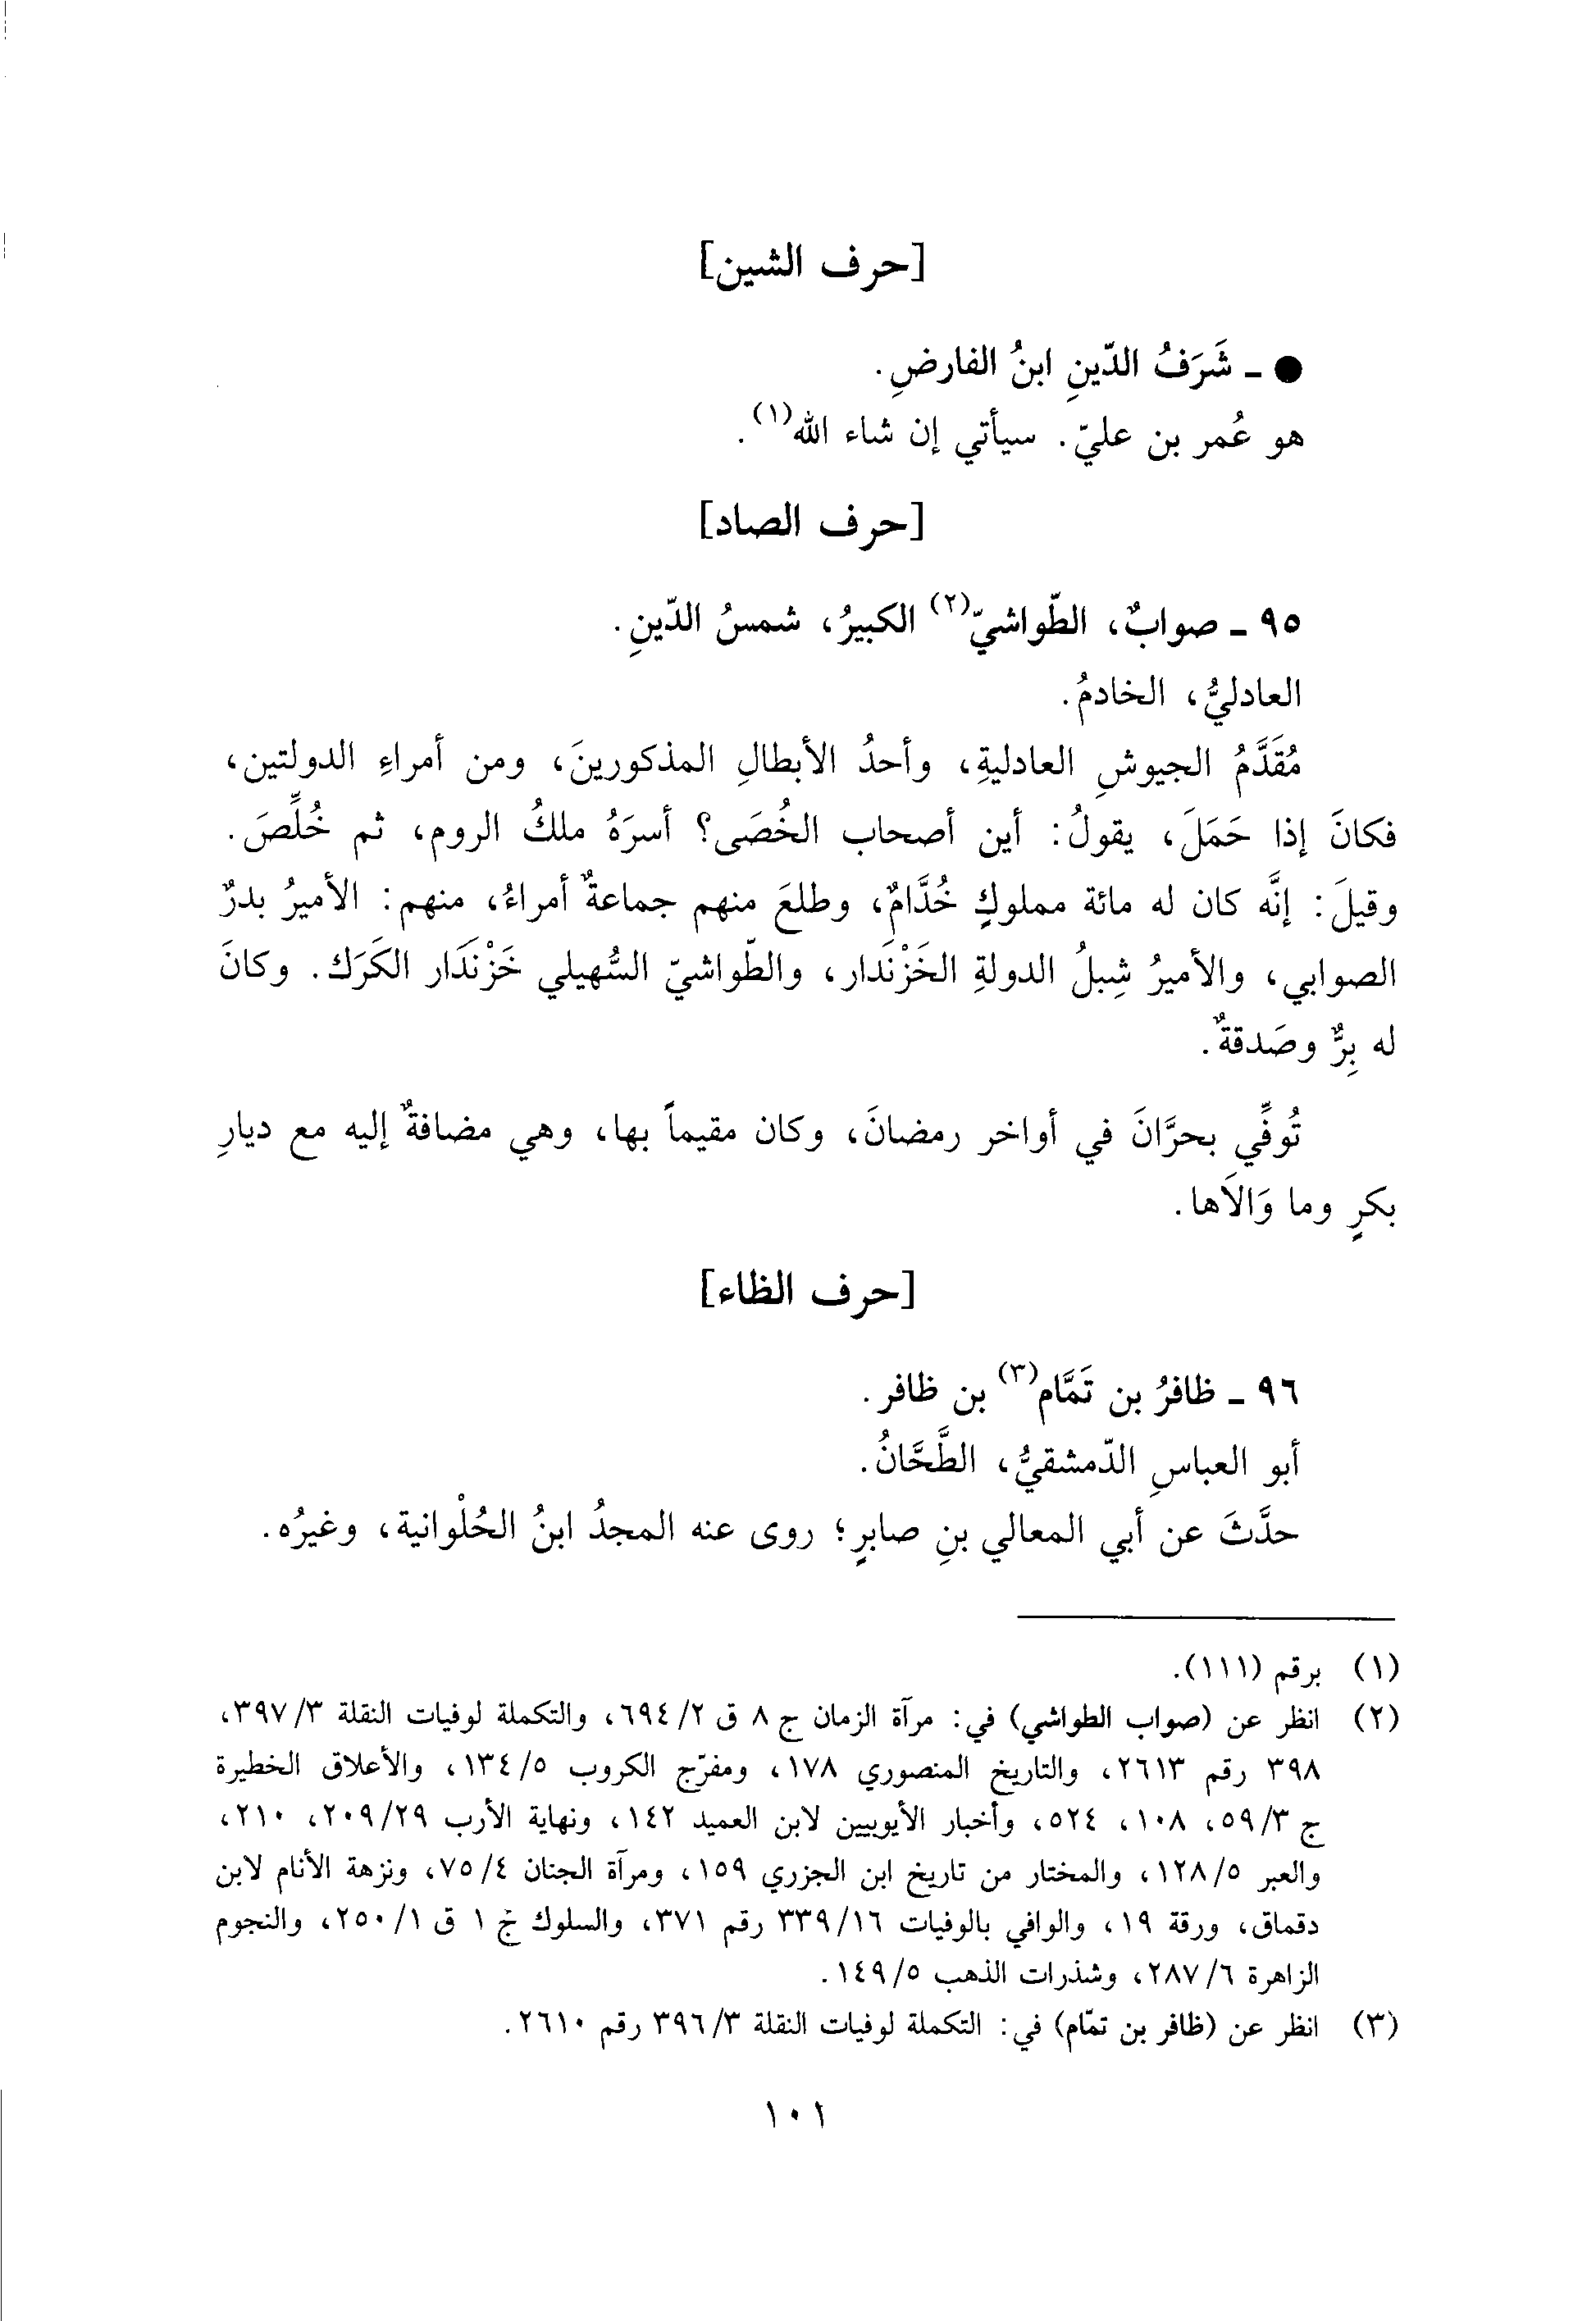 [حرف الشين]
● ـ شَرَفُ الدّينِ ابنُ الفارضِ.
هو عُمر بن عليّ. سيأتي إن شاء الله(١).
[حرف الصاد]
٩٥ ـ صوابٌ، الطّواشيّ(٢) الكبيرُ، شمسُ الدّينِ.
العادليُّ، الخادمُ.
مُقَدَّمُ الجيوشِ العادليةِ، وأحدُ الأبطالِ المذكورينَ، ومن أمراءِ الدولتين،
فكانَ إذا حَمَلَ، يقولُ: أين أصحاب الخُصَى؟ أسرَهُ ملكُ الروم، ثم خُلِّصَ.
وقيلَ: إنَّه كان له مائة مملوكٍ خُدَّامٌ، وطلعَ منهم جماعةٌ أمراءُ، منهم: الأميرُ بدرٌ
الصوابي، والأميرُ شِبلُ الدولةِ الخَزْنَدار، والطّواشيّ السُّهيلي خَزْنَدَار الكَرَك. وكانَ
له بِرٌّ وصَدقةٌ.
تُوفِّي بحرَّانَ في أواخر رمضانَ، وكان مقيماً بها، وهي مضافةٌ إليه مع ديارِ
بكرٍ وما وَالاَها.
[حرف الظاء]
٩٦ ـ ظافرُ بن تَمَّام(٣) بن ظافر.
أبو العباسِ الدّمشقيُّ، الطَّحَّانُ.
حدَّثَ عن أبي المعالي بنِ صابرٍ؛ روى عنه المجدُ ابنُ الحُلْوانية، وغيرُه.
(١) برقم (١١١).
(٢) انظر عن (صواب الطواشي) في: مرآة الزمان ج ٨ ق ٦٩٤/٢، والتكملة لوفيات النقلة ٣٩٧/٣،
٣٩٨ رقم ٢٦١٣، والتاريخ المنصوري ١٧٨، ومفرّج الكروب ١٣٤/٥، والأعلاق الخطيرة
ج ٥٩/٣، ١٠٨، ٥٢٤، وأخبار الأيوبيين لابن العميد ١٤٢، ونهاية الأرب ٢٠٩/٢٩، ٢١٠،
والعبر ١٢٨/٥، والمختار من تاريخ ابن الجزري ١٥٩، ومرآة الجنان ٧٥/٤، ونزهة الأنام لابن
دقماق، ورقة ١٩، والوافي بالوفيات ٣٣٩/١٦ رقم ٣٧١، والسلوك ج ١ ق ٢٥٠/١، والنجوم
الزاهرة ٢٨٧/٦، وشذرات الذهب ١٤٩/٥.
(٣) انظر عن (ظافر بن تمّام) في: التكملة لوفيات النقلة ٣٩٦/٣ رقم ٢٦١٠.
١٠١